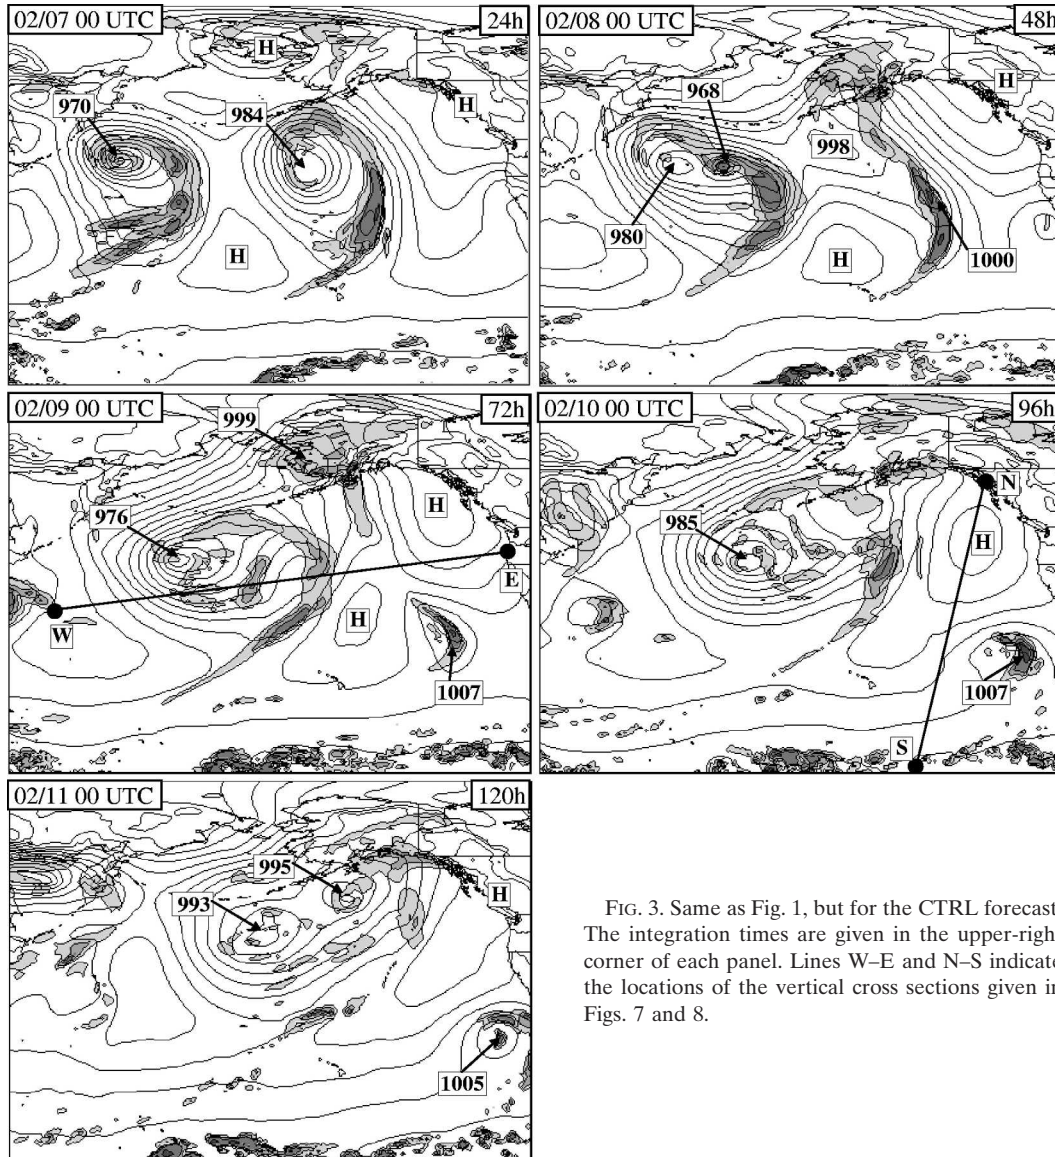 02/07 00 UTC
24h
H
970
984
H
H
02/08 00 UTC
48h
968
H
998
980
H
1000
02/09 00 UTC
72h
999
H
976
E
W
H
1007
02/10 00 UTC
96h
N
985
H
1007
S
02/11 00 UTC
120h
995
H
993
1005
FIG. 3. Same as Fig. 1, but for the CTRL forecast
The integration times are given in the upper-righ
corner of each panel. Lines W–E and N–S indicate
the locations of the vertical cross sections given in
Figs. 7 and 8.